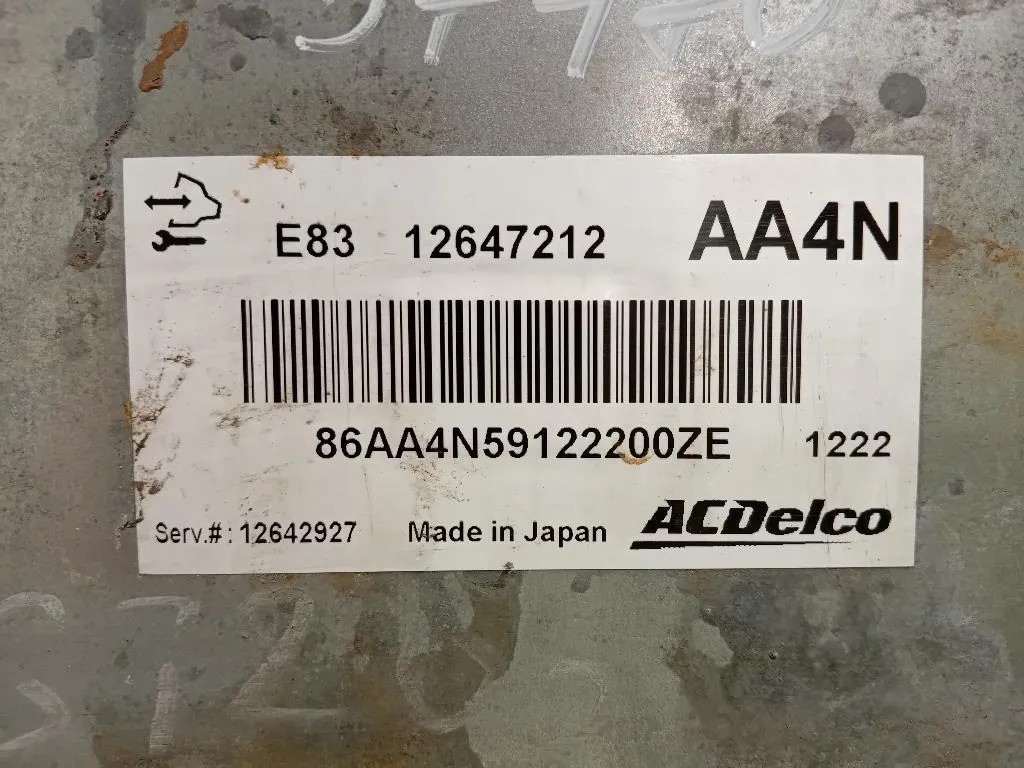 E83 12647212 AA4N
86AA4N59122200ZE 1222
Serv.#: 12642927 Made in Japan ACDelco